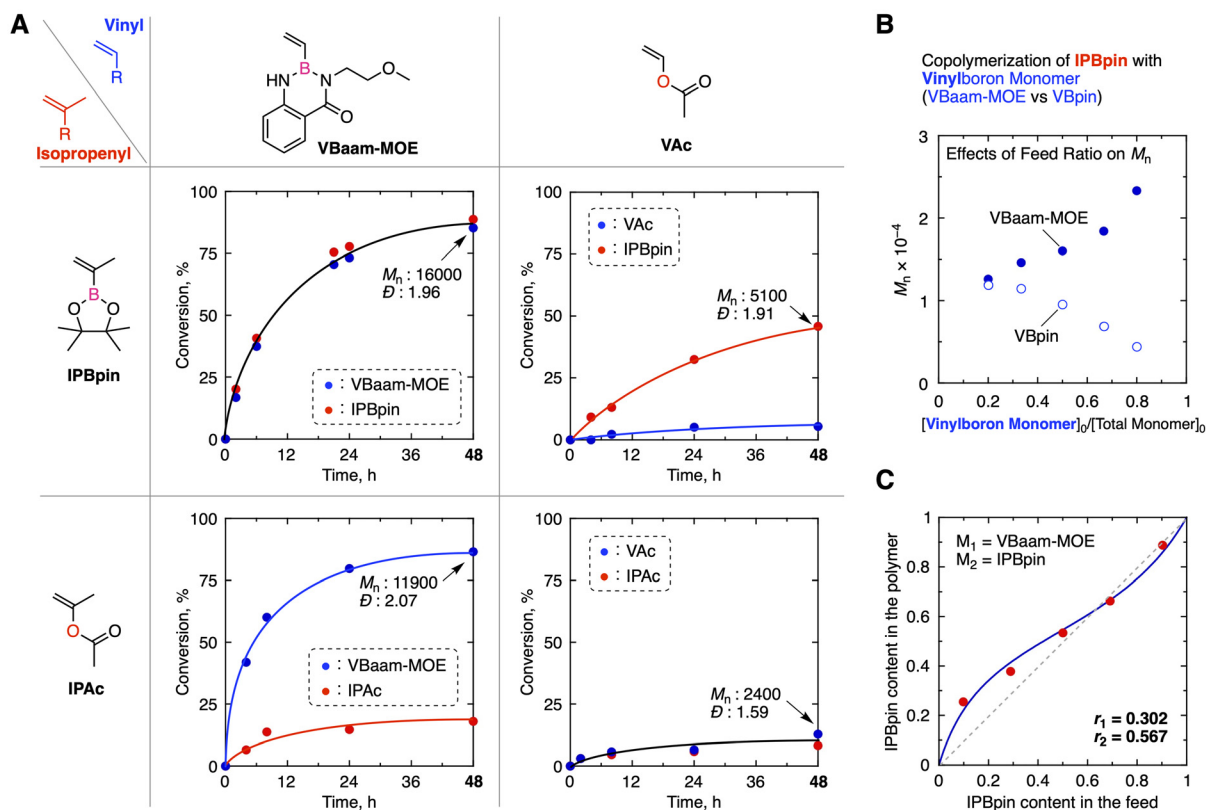 A
Vinyl
R
R
Isopropenyl
B
HN
N
O
O
VBaam-MOE
O
O
VAc
B
Copolymerization of IPBpin with
Vinylboron Monomer
(VBaam-MOE vs VBpin)
Effects of Feed Ratio on Mn
VBaam-MOE
VBpin
Mn × 10⁻⁴
3
2
1
0
0 0.2 0.4 0.6 0.8 1
[Vinylboron Monomer]₀/[Total Monomer]₀
B
O
O
IPBpin
Conversion, %
100
75
50
25
0
Mn : 16000
Đ : 1.96
: VBaam-MOE
: IPBpin
0 12 24 36 48
Time, h
Conversion, %
100
75
50
25
0
: VAc
: IPBpin
Mn : 5100
Đ : 1.91
0 12 24 36 48
Time, h
O
O
IPAc
Conversion, %
100
75
50
25
0
Mn : 11900
Đ : 2.07
: VBaam-MOE
: IPAc
0 12 24 36 48
Time, h
Conversion, %
100
75
50
25
0
: VAc
: IPAc
Mn : 2400
Đ : 1.59
0 12 24 36 48
Time, h
C
M₁ = VBaam-MOE
M₂ = IPBpin
IPBpin content in the polymer
1
0.8
0.6
0.4
0.2
0
r₁ = 0.302
r₂ = 0.567
0 0.2 0.4 0.6 0.8 1
IPBpin content in the feed